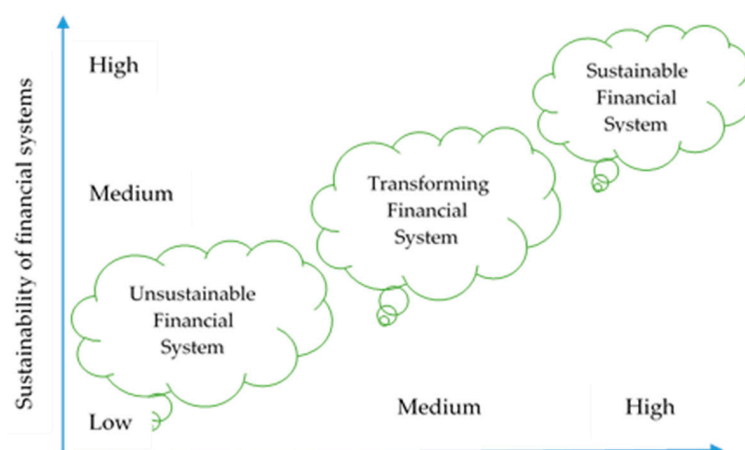 Sustainability of financial systems
High
Sustainable
Financial
System
Medium
Transforming
Financial
System
Unsustainable
Financial
System
Low
Medium
High